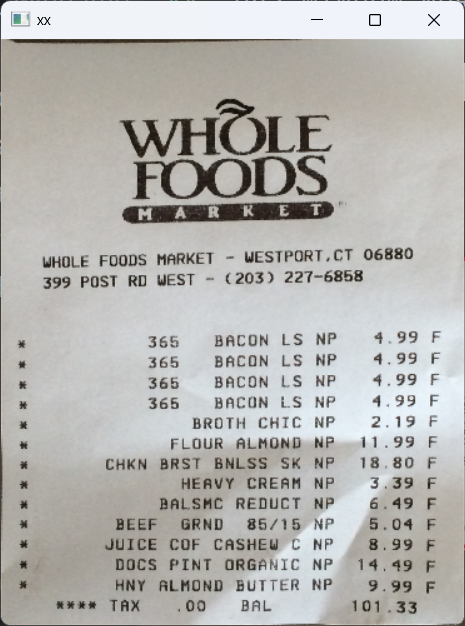 xx
WHOLE
FOODS
MARKET
WHOLE FOODS MARKET - WESTPORT,CT 06880
399 POST RD WEST - (203) 227-6858
* 365 BACON LS NP 4.99 F
* 365 BACON LS NP 4.99 F
* 365 BACON LS NP 4.99 F
* 365 BACON LS NP 4.99 F
* BROTH CHIC NP 2.19 F
* FLOUR ALMOND NP 11.99 F
* CHKN BRST BNLSS SK NP 18.80 F
* HEAVY CREAM NP 3.39 F
* BALSMC REDUCT NP 6.49 F
* BEEF GRND 85/15 NP 5.04 F
* JUICE COF CASHEW C NP 8.99 F
* DOCS PINT ORGANIC NP 14.49 F
* HNY ALMOND BUTTER NP 9.99 F
**** TAX .00 BAL 101.33